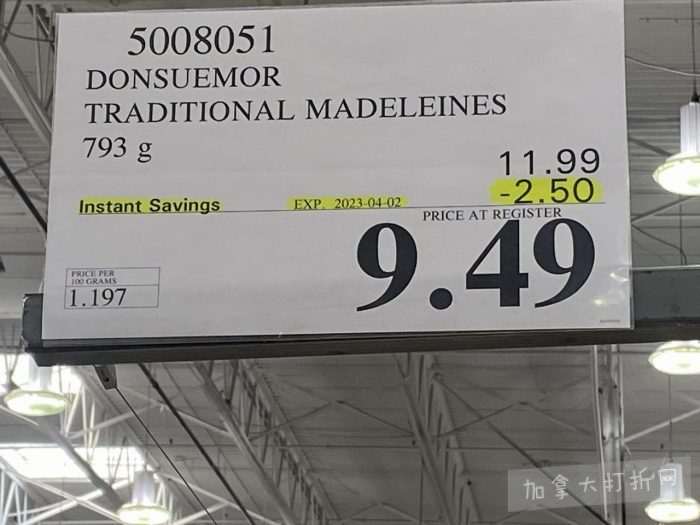 5008051
DONSUEMOR
TRADITIONAL MADELEINES
793 g
11.99
Instant Savings EXP. 2023-04-02 -2.50
PRICE AT REGISTER
9.49
PRICE PER
100 GRAMS
1.197
加拿大打折网